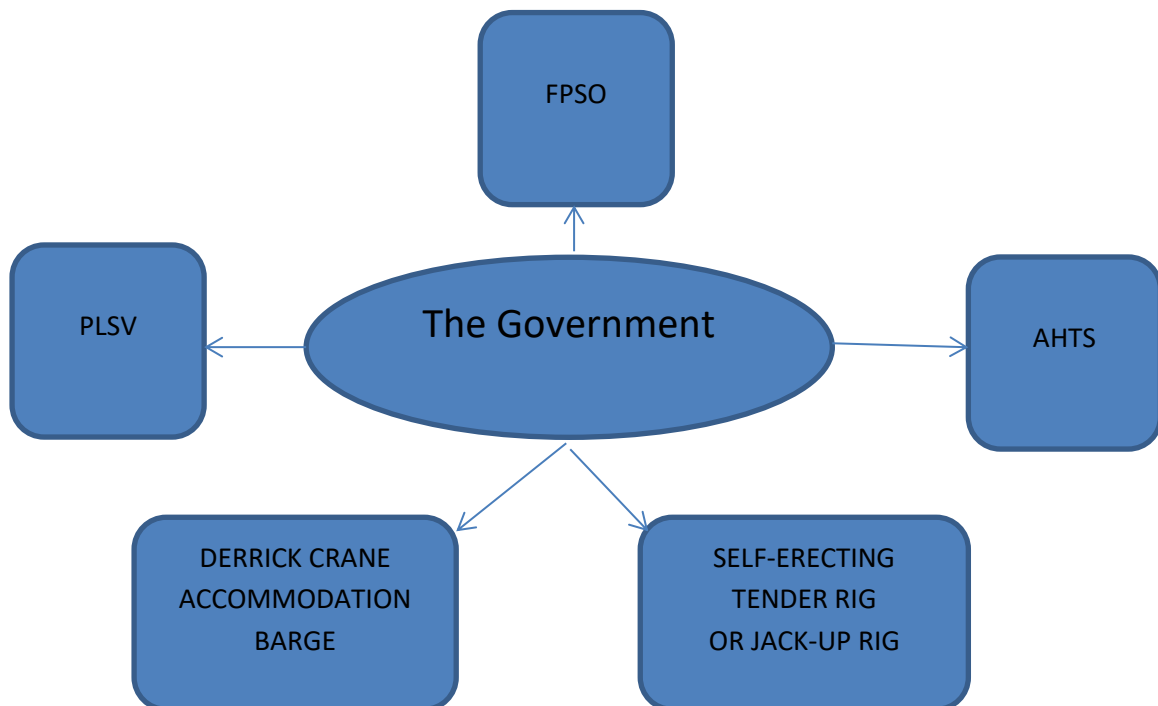 FPSO
The Government
PLSV
AHTS
DERRICK CRANE
ACCOMMODATION
BARGE
SELF-ERECTING
TENDER RIG
OR JACK-UP RIG